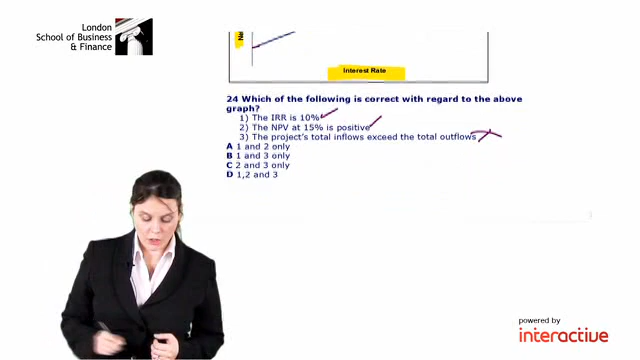 London
School of Business
& Finance
Interest Rate
24 Which of the following is correct with regard to the above
graph?
1) The IRR is 10%
2) The NPV at 15% is positive
3) The project's total inflows exceed the total outflows
A 1 and 2 only
B 1 and 3 only
C 2 and 3 only
D 1,2 and 3
powered by
interactive